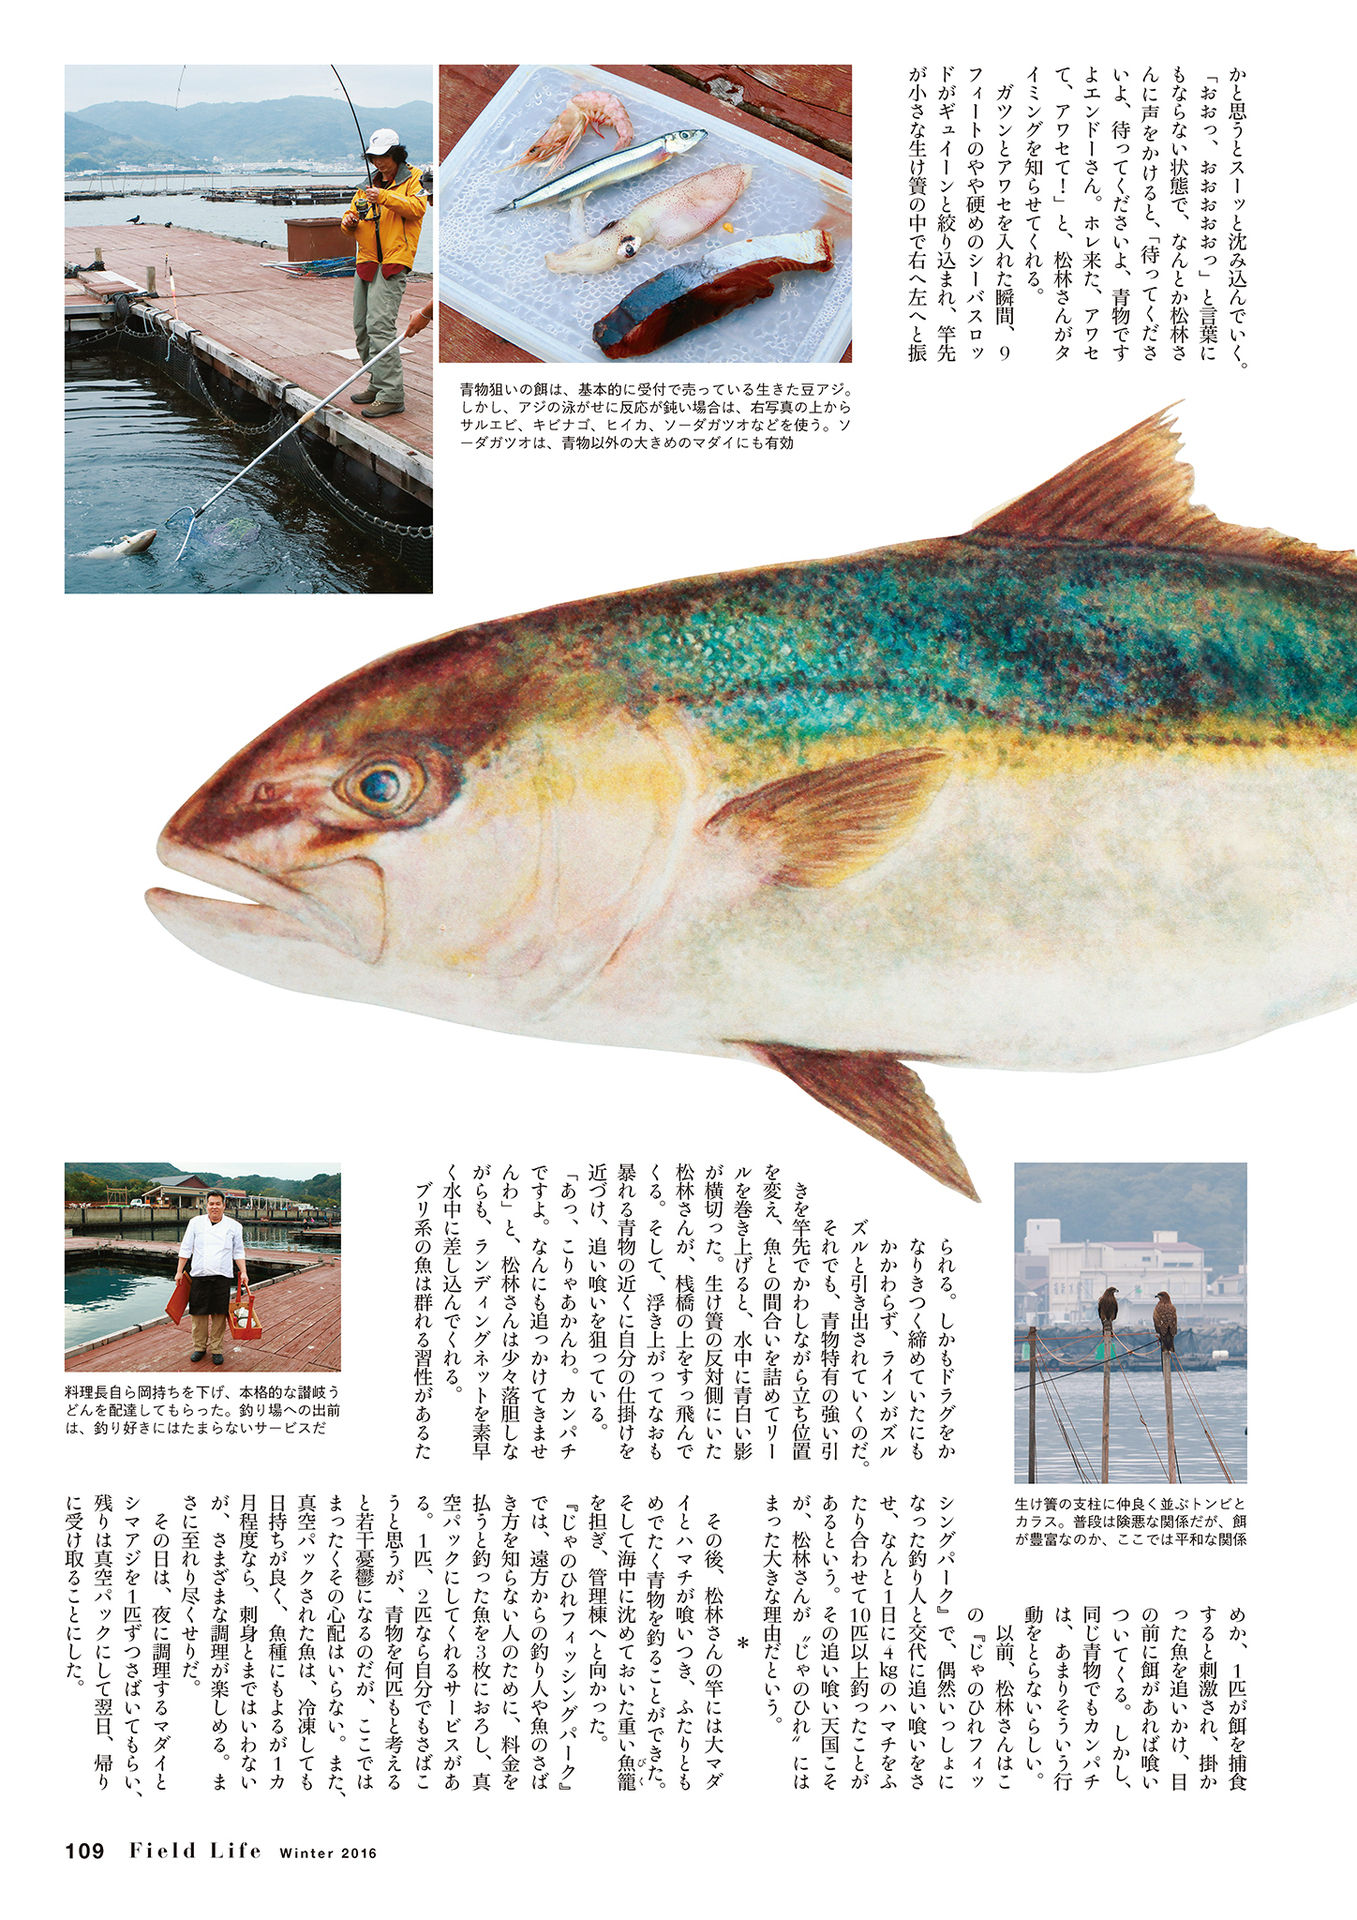 かと思うとスーッと沈み込んでいく。
「おおっ、おおおおっ」と言葉に
もならない状態で、なんとか松林さ
んに声をかけると、「待ってくださ
いよ、待ってくださいよ、青物です
よエンドーさん。ホレ来た、アワセ
て、アワセて！」と、松林さんがタ
イミングを知らせてくれる。
ガツンとアワセを入れた瞬間、9
フィートのやや硬めのシーバスロッ
ドがギュイーンと絞り込まれ、竿先
が小さな生け簀の中で右へ左へと振
青物狙いの餌は、基本的に受付で売っている生きた豆アジ。
しかし、アジの泳がせに反応が鈍い場合は、右写真の上から
サルエビ、キビナゴ、ヒイカ、ソーダガツオなどを使う。ソ
ーダガツオは、青物以外の大きめのマダイにも有効
られる。しかもドラグをか
なりきつく締めていたにも
かかわらず、ラインがズル
ズルと引き出されていくのだ。
それでも、青物特有の強い引
きを竿先でかわしながら立ち位置
を変え、魚との間合いを詰めてリー
ルを巻き上げると、水中に青白い影
が横切った。生け簀の反対側にいた
松林さんが、桟橋の上をすっ飛んで
くる。そして、浮き上がってなおも
暴れる青物の近くに自分の仕掛けを
近づけ、追い喰いを狙っている。
「あっ、こりゃあかんわ。カンパチ
ですよ。なんにも追っかけてきませ
んわ」と、松林さんは少々落胆しな
がらも、ランディングネットを素早
く水中に差し込んでくれる。
ブリ系の魚は群れる習性があるた
料理長自ら岡持ちを下げ、本格的な讃岐う
どんを配達してもらった。釣り場への出前
は、釣り好きにはたまらないサービスだ
生け簀の支柱に仲良く並ぶトンビと
カラス。普段は険悪な関係だが、餌
が豊富なのか、ここでは平和な関係
めか、1匹が餌を捕食
すると刺激され、掛か
った魚を追いかけ、目
の前に餌があれば喰い
ついてくる。しかし、
同じ青物でもカンパチ
は、あまりそういう行
動をとらないらしい。
以前、松林さんはこ
の『じゃのひれフィッ
シングパーク』で、偶然いっしょに
なった釣り人と交代に追い喰いをさ
せ、なんと1日に4kgのハマチをふ
たり合わせて10匹以上釣ったことが
あるという。その追い喰い天国こそ
が、松林さんが〝じゃのひれ〟には
まった大きな理由だという。
＊
その後、松林さんの竿には大マダ
イとハマチが喰いつき、ふたりとも
めでたく青物を釣ることができた。
そして海中に沈めておいた重い魚籠
びく
を担ぎ、管理棟へと向かった。
『じゃのひれフィッシングパーク』
では、遠方からの釣り人や魚のさば
き方を知らない人のために、料金を
払うと釣った魚を3枚におろし、真
空パックにしてくれるサービスがあ
る。1匹、2匹なら自分でもさばこ
うと思うが、青物を何匹もと考える
と若干憂鬱になるのだが、ここでは
まったくその心配はいらない。また、
真空パックされた魚は、冷凍しても
日持ちが良く、魚種にもよるが1カ
月程度なら、刺身とまではいわない
が、さまざまな調理が楽しめる。ま
さに至れり尽くせりだ。
その日は、夜に調理するマダイと
シマアジを1匹ずつさばいてもらい、
残りは真空パックにして翌日、帰り
に受け取ることにした。
109 Field Life Winter 2016